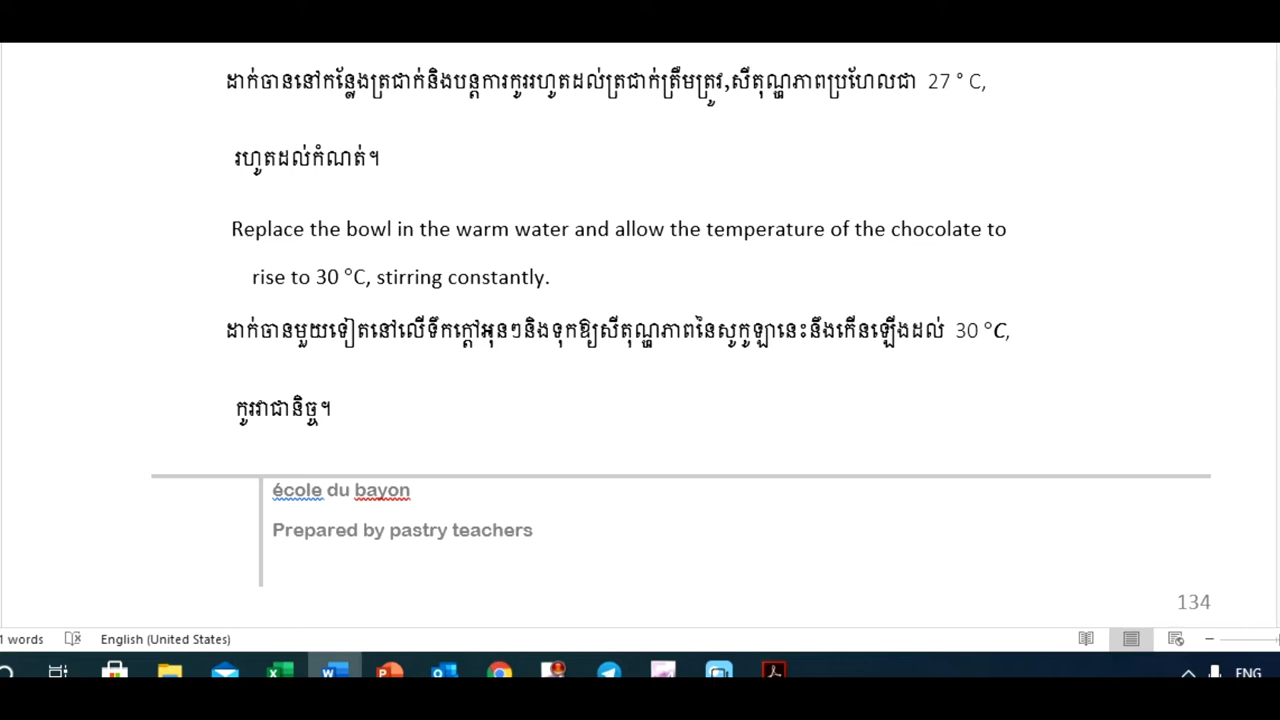 ដាក់ចាននៅកន្លែងត្រជាក់និងបន្តការកូររហូតដល់ត្រជាក់ត្រឹមត្រូវ,សីតុណ្ហភាពប្រហែលជា 27 ° C,
រហូតដល់កំណត់។
Replace the bowl in the warm water and allow the temperature of the chocolate to
rise to 30 °C, stirring constantly.
ដាក់ចានមួយទៀតនៅលើទឹកក្តៅអុនៗនិងទុកឱ្យសីតុណ្ហភាពនៃសូកូឡានេះនឹងកើនឡើងដល់ 30 °C,
កូរវាជានិច្ច។
école du bayon
Prepared by pastry teachers
134
1 words English (United States)
ENG